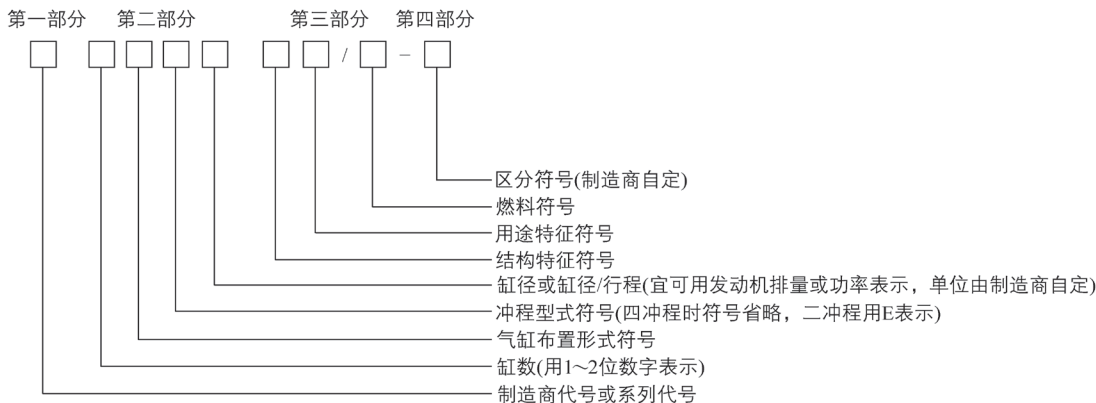 第一部分 第二部分 第三部分 第四部分
/ –
区分符号(制造商自定)
燃料符号
用途特征符号
结构特征符号
缸径或缸径/行程(宜可用发动机排量或功率表示，单位由制造商自定)
冲程型式符号(四冲程时符号省略，二冲程用E表示)
气缸布置形式符号
缸数(用1~2位数字表示)
制造商代号或系列代号